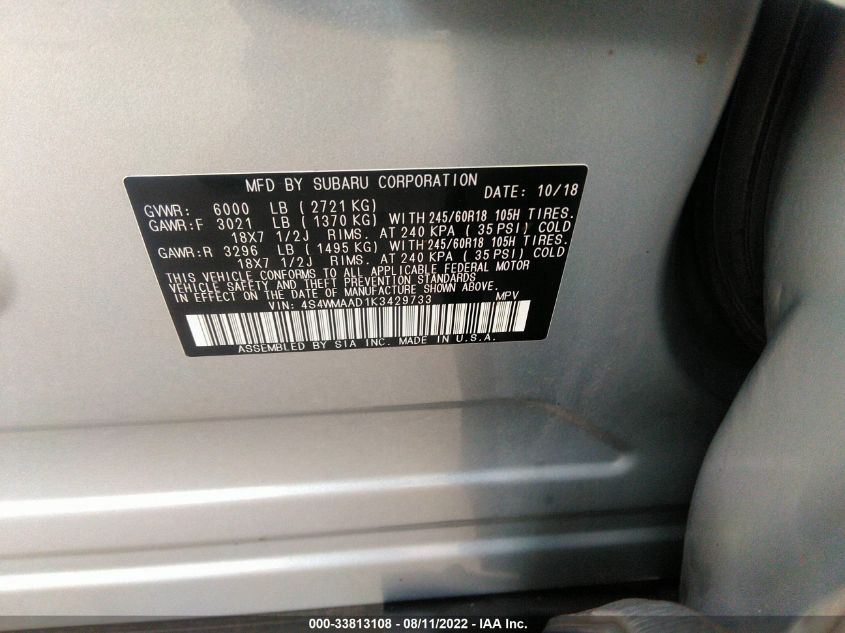 MFD BY SUBARU CORPORATION DATE: 10/18
GVWR: 6000 LB (2721 KG)
GAWR:F 3021 LB (1370 KG) WITH 245/60R18 105H TIRES.
18X7 1/2J RIMS. AT 240 KPA (35 PSI) COLD
GAWR:R 3296 LB (1495 KG) WITH 245/60R18 105H TIRES.
18X7 1/2J RIMS. AT 240 KPA (35 PSI) COLD
THIS VEHICLE CONFORMS TO ALL APPLICABLE FEDERAL MOTOR
VEHICLE SAFETY AND THEFT PREVENTION STANDARDS
IN EFFECT ON THE DATE OF MANUFACTURE SHOWN ABOVE.
VIN: 4S4WMAAD1K3429733 MPV
ASSEMBLED BY SIA INC. MADE IN U.S.A.
000-33813108 - 08/11/2022 - IAA Inc.